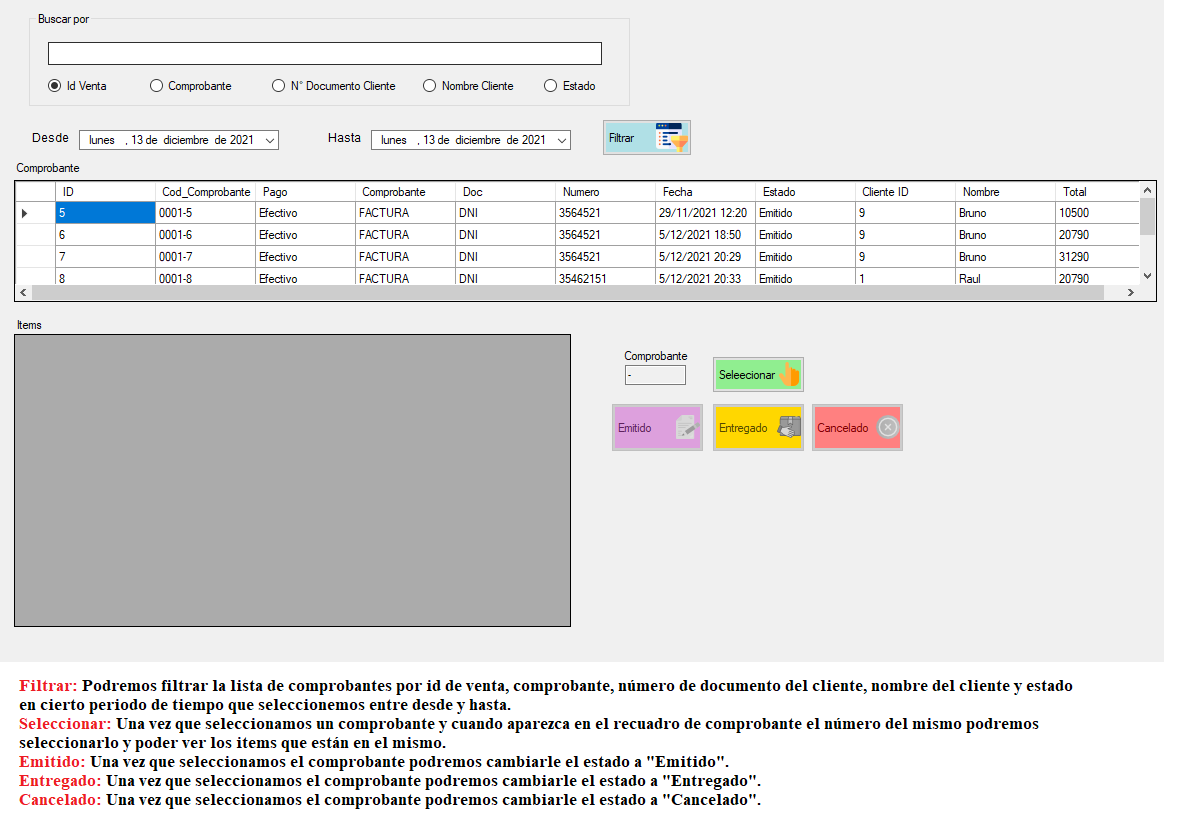 Buscar por
Id Venta Comprobante N° Documento Cliente Nombre Cliente Estado
Desde lunes , 13 de diciembre de 2021 Hasta lunes , 13 de diciembre de 2021 Filtrar
Comprobante
ID Cod_Comprobante Pago Comprobante Doc Numero Fecha Estado Cliente ID Nombre Total
5 0001-5 Efectivo FACTURA DNI 3564521 29/11/2021 12:20 Emitido 9 Bruno 10500
6 0001-6 Efectivo FACTURA DNI 3564521 5/12/2021 18:50 Emitido 9 Bruno 20790
7 0001-7 Efectivo FACTURA DNI 3564521 5/12/2021 20:29 Emitido 9 Bruno 31290
8 0001-8 Efectivo FACTURA DNI 35462151 5/12/2021 20:33 Emitido 1 Raul 20790
Items
Comprobante
- Seleecionar
Emitido Entregado Cancelado
Filtrar: Podremos filtrar la lista de comprobantes por id de venta, comprobante, número de documento del cliente, nombre del cliente y estado
en cierto periodo de tiempo que seleccionemos entre desde y hasta.
Seleccionar: Una vez que seleccionamos un comprobante y cuando aparezca en el recuadro de comprobante el número del mismo podremos
seleccionarlo y poder ver los items que están en el mismo.
Emitido: Una vez que seleccionamos el comprobante podremos cambiarle el estado a "Emitido".
Entregado: Una vez que seleccionamos el comprobante podremos cambiarle el estado a "Entregado".
Cancelado: Una vez que seleccionamos el comprobante podremos cambiarle el estado a "Cancelado".